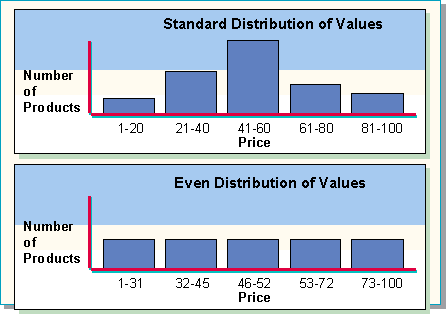 Standard Distribution of Values
Number
of
Products
1-20 21-40 41-60 61-80 81-100
Price
Even Distribution of Values
Number
of
Products
1-31 32-45 46-52 53-72 73-100
Price